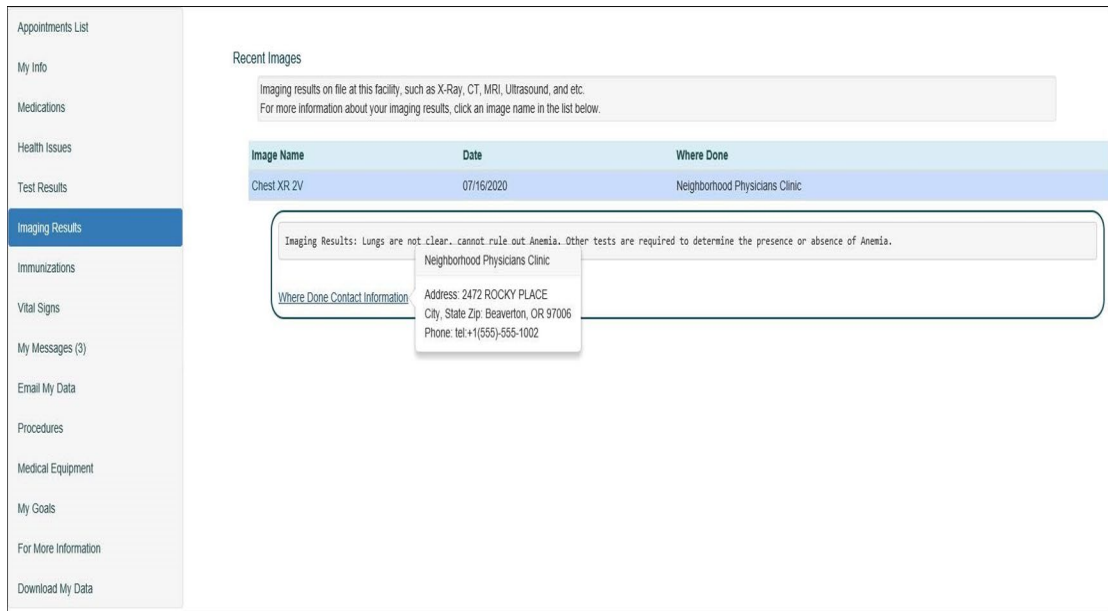 Appointments List
My Info
Medications
Health Issues
Test Results
Imaging Results
Immunizations
Vital Signs
My Messages (3)
Email My Data
Procedures
Medical Equipment
My Goals
For More Information
Download My Data
Recent Images
Imaging results on file at this facility, such as X-Ray, CT, MRI, Ultrasound, and etc.
For more information about your imaging results, click an image name in the list below.
Image Name Date Where Done
Chest XR 2V 07/16/2020 Neighborhood Physicians Clinic
Imaging Results: Lungs are not clear. cannot rule out Anemia. Other tests are required to determine the presence or absence of Anemia.
Where Done Contact Information
Neighborhood Physicians Clinic
Address: 2472 ROCKY PLACE
City, State Zip: Beaverton, OR 97006
Phone: tel:+1(555)-555-1002